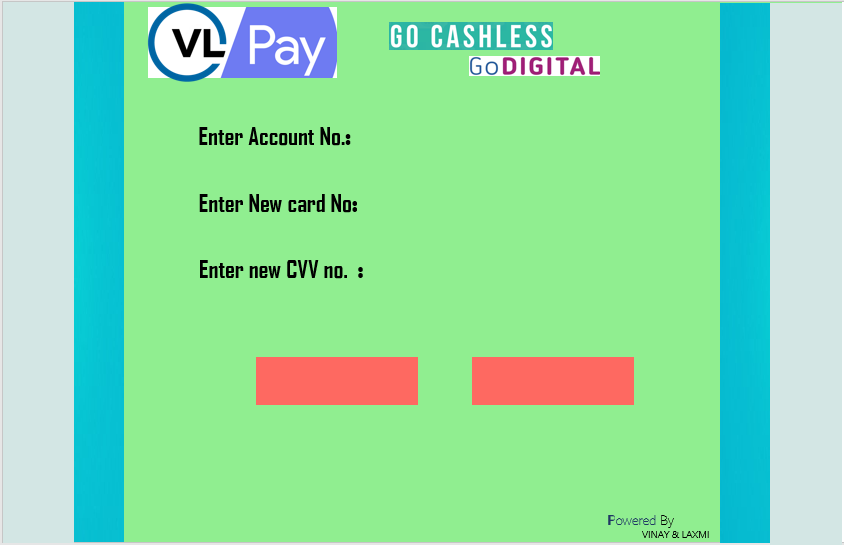 VL Pay
GO CASHLESS
GoDIGITAL
Enter Account No.:
Enter New card No:
Enter new CVV no. :
Powered By
VINAY & LAXMI